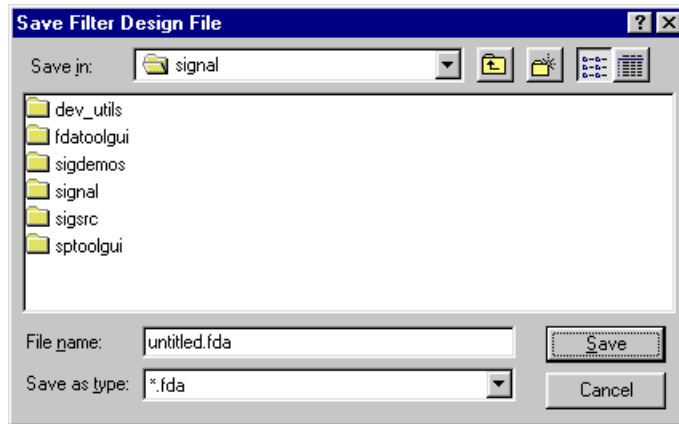 Save Filter Design File
Save in: signal
dev_utils
fdatoolgui
sigdemos
signal
sigsrc
sptoolgui
File name: untitled.fda Save
Save as type: *.fda Cancel